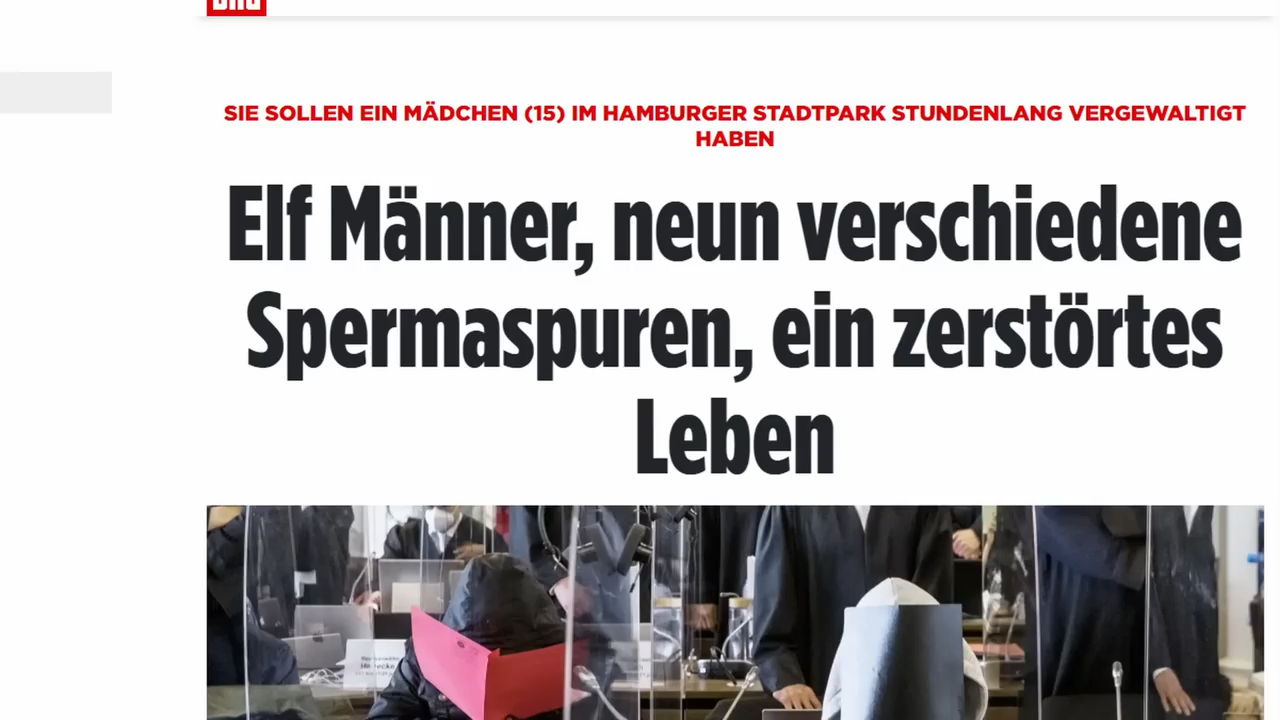 Bild
SIE SOLLEN EIN MÄDCHEN (15) IM HAMBURGER STADTPARK STUNDENLANG VERGEWALTIGT
HABEN
Elf Männer, neun verschiedene
Spermaspuren, ein zerstörtes
Leben